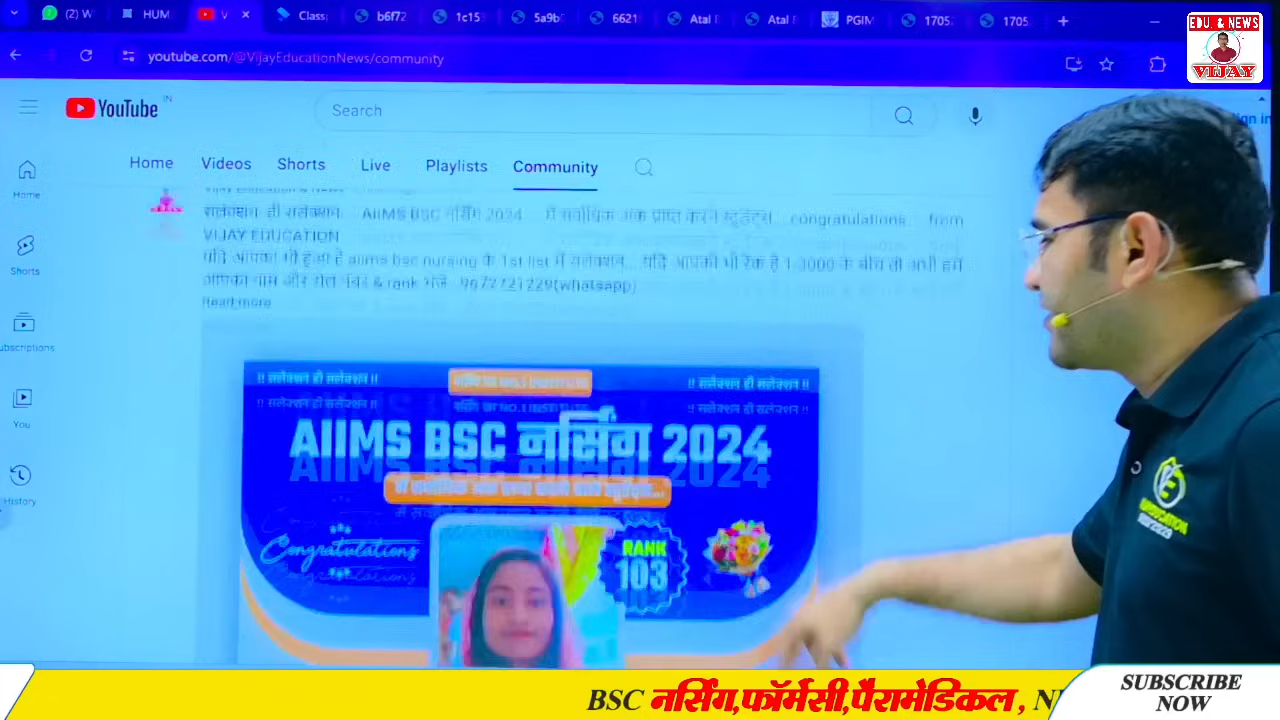 (2) W
HUM
Class
b6f72
1c15
5a9b
6621
Atal
Atal
PGIM
1705
1705
EDU. & NEWS
VIJAY
youtube.com/@VijayEducationNews/community
YouTube IN
Search
Sign in
Home Videos Shorts Live Playlists Community
Home
Shorts
ubscriptions
You
History
सलेक्शन ही सलेक्शन AIIMS BSC नर्सिंग 2024 में सर्वाधिक अंक प्राप्त करने स्टूडेंट्स congratulations from
VIJAY EDUCATION
यदि आपका भी हुआ है aiims bsc nursing के 1st list में सलेक्शन....यदि आपकी भी रैंक है 1-3000 के बीच तो अभी हमें
आपका नाम और रोल नंबर & rank भेजे (whatsapp)
Read more
!! सलेक्शन ही सलेक्शन !!
!! सलेक्शन ही सलेक्शन !!
AIIMS BSC नर्सिंग 2024
Congratulations
RANK
103
BSC नर्सिंग,फॉर्मेसी,पैरामेडिकल,
SUBSCRIBE
NOW